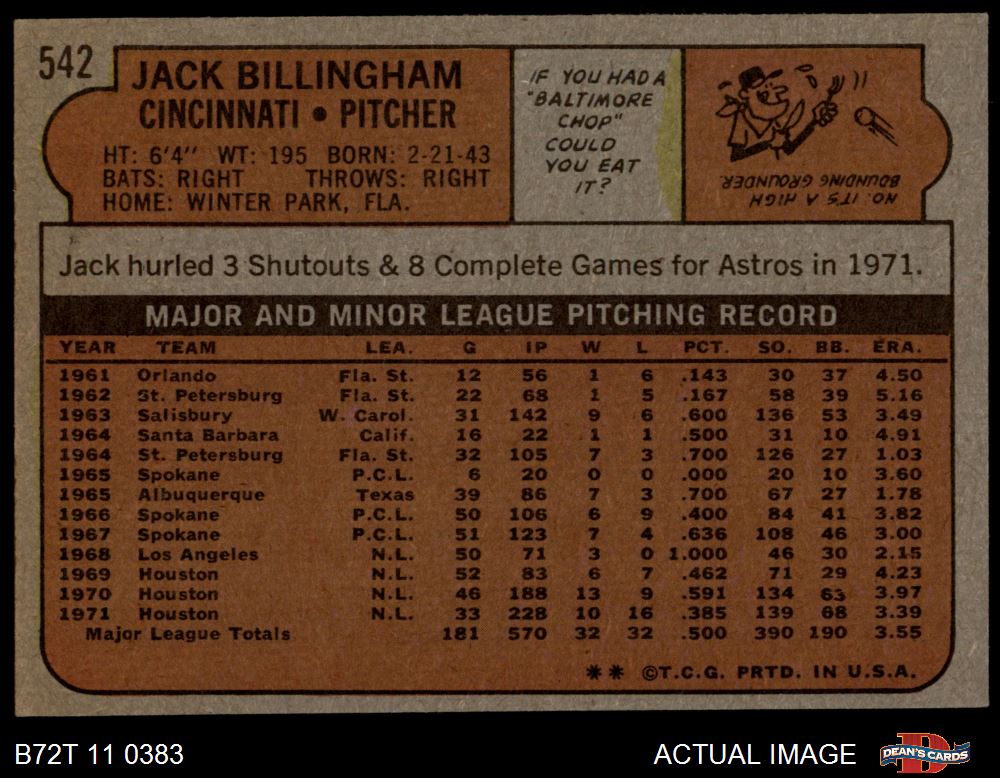 542
JACK BILLINGHAM
CINCINNATI • PITCHER
HT: 6'4" WT: 195 BORN: 2-21-43
BATS: RIGHT THROWS: RIGHT
HOME: WINTER PARK, FLA.
IF YOU HAD A
"BALTIMORE
CHOP"
COULD
YOU EAT
IT?
NO. IT'S A HIGH
BOUNDING GROUNDER.
Jack hurled 3 Shutouts & 8 Complete Games for Astros in 1971.
MAJOR AND MINOR LEAGUE PITCHING RECORD
YEAR TEAM LEA. G IP W L PCT. SO. BB. ERA.
1961 Orlando Fla. St. 12 56 1 6 .143 30 37 4.50
1962 St. Petersburg Fla. St. 22 68 1 5 .167 58 39 5.16
1963 Salisbury W. Carol. 31 142 9 6 .600 136 53 3.49
1964 Santa Barbara Calif. 16 22 1 1 .500 31 10 4.91
1964 St. Petersburg Fla. St. 32 105 7 3 .700 126 27 1.03
1965 Spokane P.C.L. 6 20 0 0 .000 20 10 3.60
1965 Albuquerque Texas 39 86 7 3 .700 67 27 1.78
1966 Spokane P.C.L. 50 106 6 9 .400 84 41 3.82
1967 Spokane P.C.L. 51 123 7 4 .636 108 46 3.00
1968 Los Angeles N.L. 50 71 3 0 1.000 46 30 2.15
1969 Houston N.L. 52 83 6 7 .462 71 29 4.23
1970 Houston N.L. 46 188 13 9 .591 134 63 3.97
1971 Houston N.L. 33 228 10 16 .385 139 68 3.39
Major League Totals 181 570 32 32 .500 390 190 3.55
** ©T.C.G. PRTD. IN U.S.A.
B72T 11 0383
ACTUAL IMAGE
D
DEAN'S CARDS